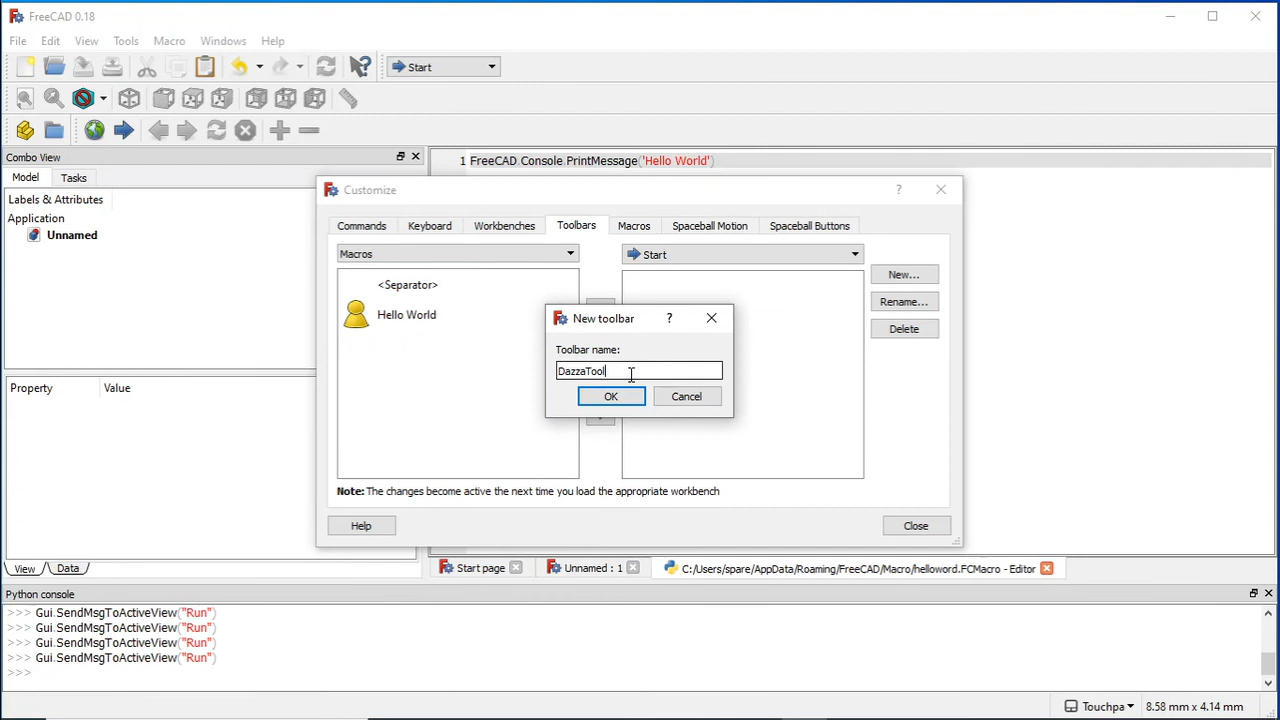 FreeCAD 0.18
File Edit View Tools Macro Windows Help
Start
Combo View
Model Tasks
Labels & Attributes
Application
Unnamed
Property Value
View Data
1 FreeCAD.Console.PrintMessage('Hello World')
Customize
Commands Keyboard Workbenches Toolbars Macros Spaceball Motion Spaceball Buttons
Macros
Start
<Separator>
Hello World
New...
Rename...
Delete
New toolbar
Toolbar name:
DazzaTool
OK Cancel
Note: The changes become active the next time you load the appropriate workbench
Help Close
Start page Unnamed : 1 C:/Users/spare/AppData/Roaming/FreeCAD/Macro/helloword.FCMacro - Editor
Python console
>>> Gui.SendMsgToActiveView("Run")
>>> Gui.SendMsgToActiveView("Run")
>>> Gui.SendMsgToActiveView("Run")
>>> Gui.SendMsgToActiveView("Run")
>>>
Touchpa 8.58 mm x 4.14 mm